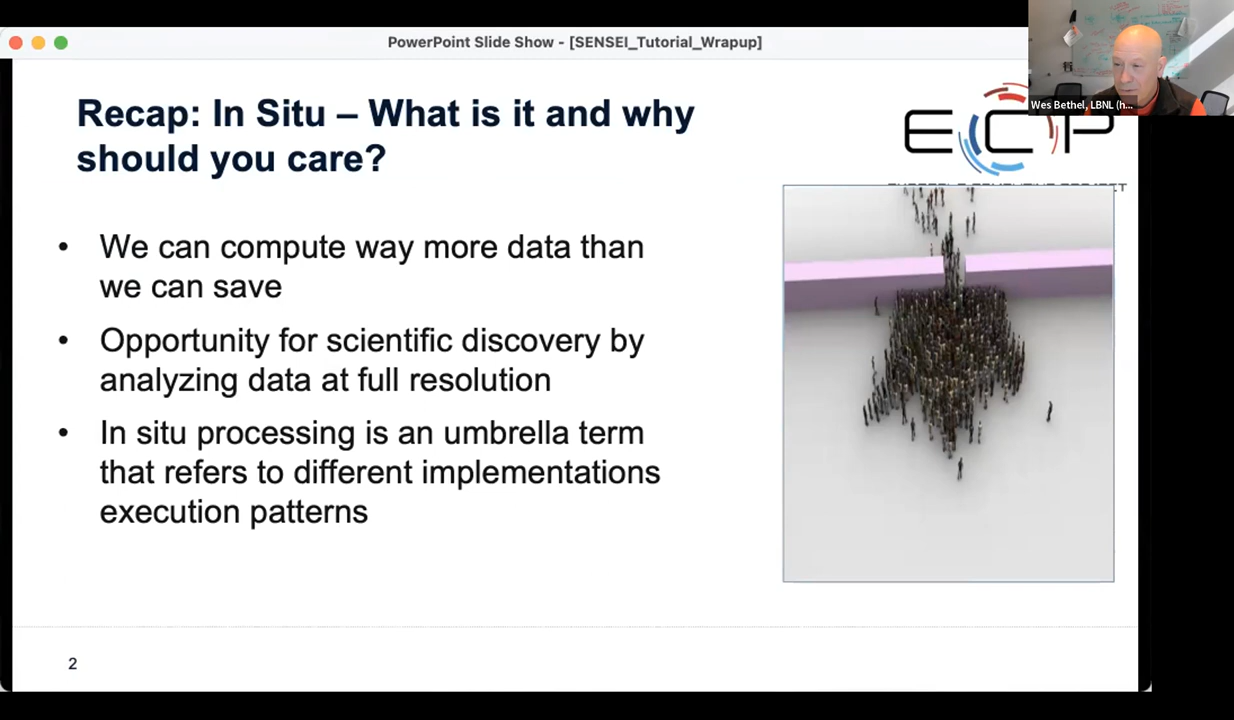 PowerPoint Slide Show - [SENSEI_Tutorial_Wrapup]
Wes Bethel, LBNL (h...
Recap: In Situ – What is it and why
should you care?
ECP
• We can compute way more data than
we can save
• Opportunity for scientific discovery by
analyzing data at full resolution
• In situ processing is an umbrella term
that refers to different implementations
execution patterns
2